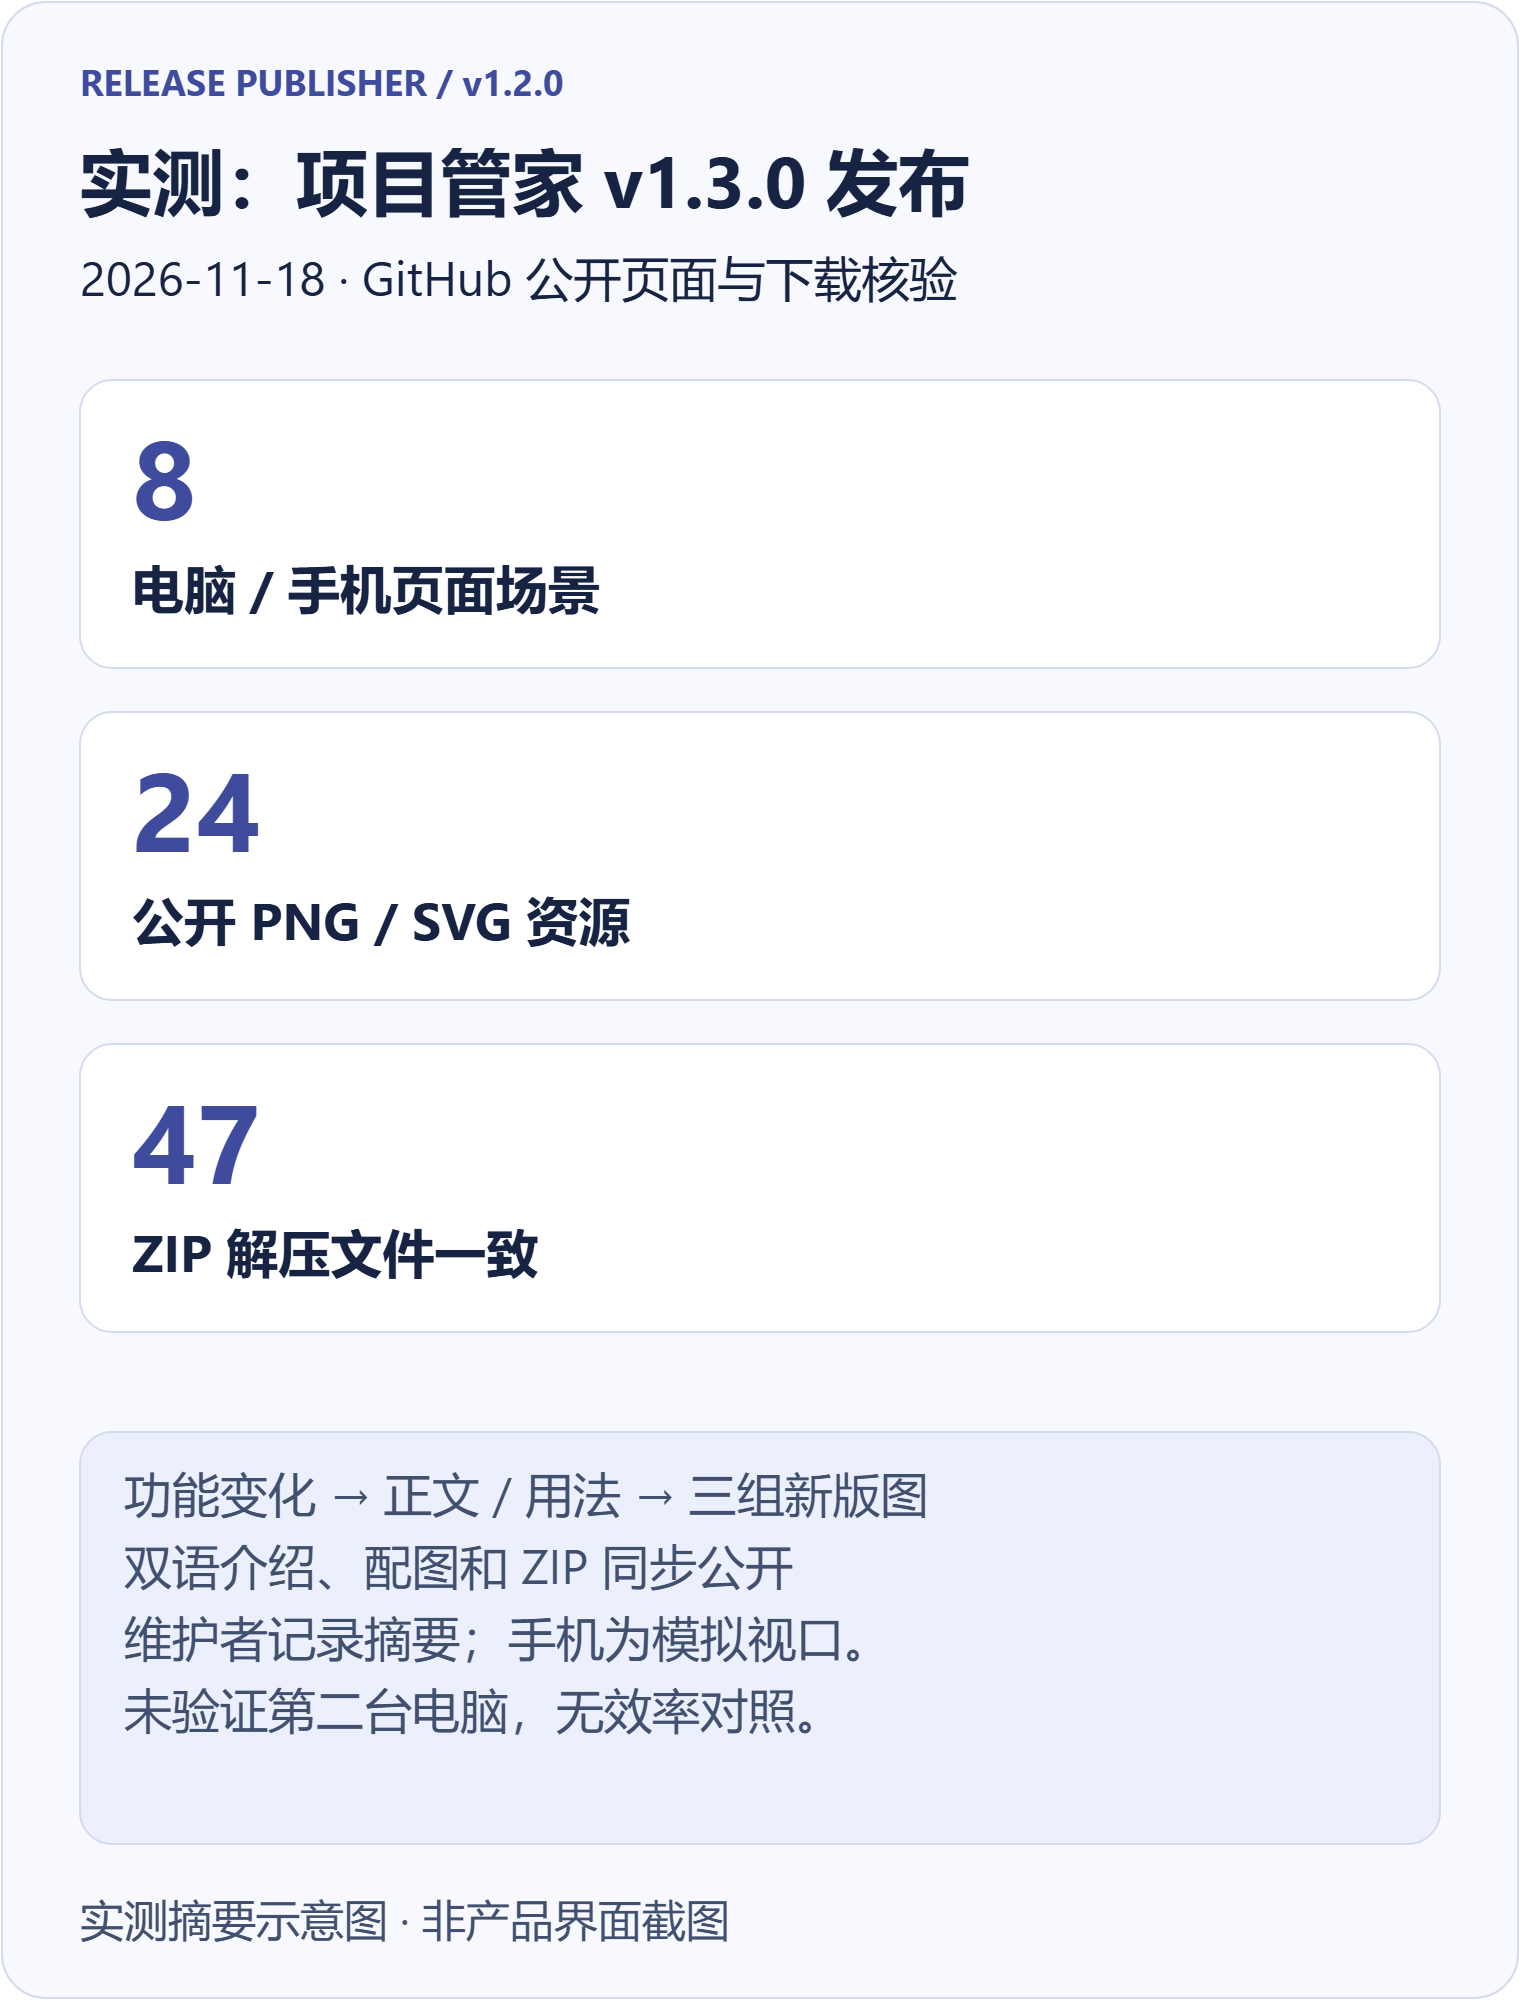 RELEASE PUBLISHER / v1.2.0
实测：项目管家 v1.3.0 发布
2026-11-18 · GitHub 公开页面与下载核验
8
电脑 / 手机页面场景
24
公开 PNG / SVG 资源
47
ZIP 解压文件一致
功能变化 → 正文 / 用法 → 三组新版图
双语介绍、配图和 ZIP 同步公开
维护者记录摘要；手机为模拟视口。
未验证第二台电脑，无效率对照。
实测摘要示意图 · 非产品界面截图